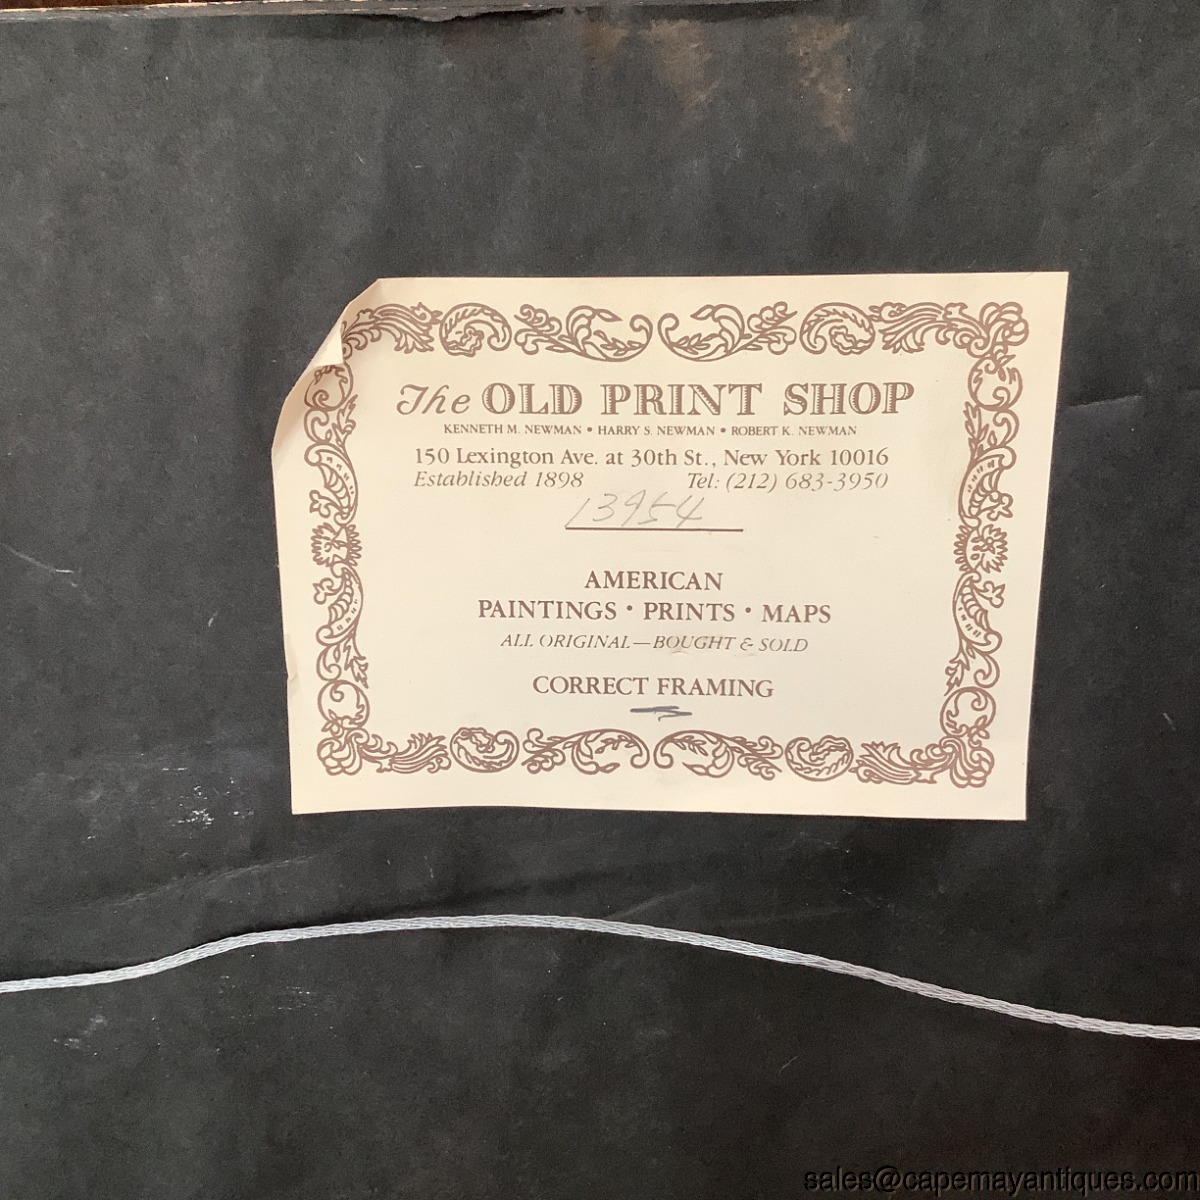 The OLD PRINT SHOP
KENNETH M. NEWMAN • HARRY S. NEWMAN • ROBERT K. NEWMAN
150 Lexington Ave. at 30th St., New York 10016
Established 1898 Tel: (212) 683-3950
13954
AMERICAN
PAINTINGS • PRINTS • MAPS
ALL ORIGINAL—BOUGHT & SOLD
CORRECT FRAMING
sales@capemayantiques.com